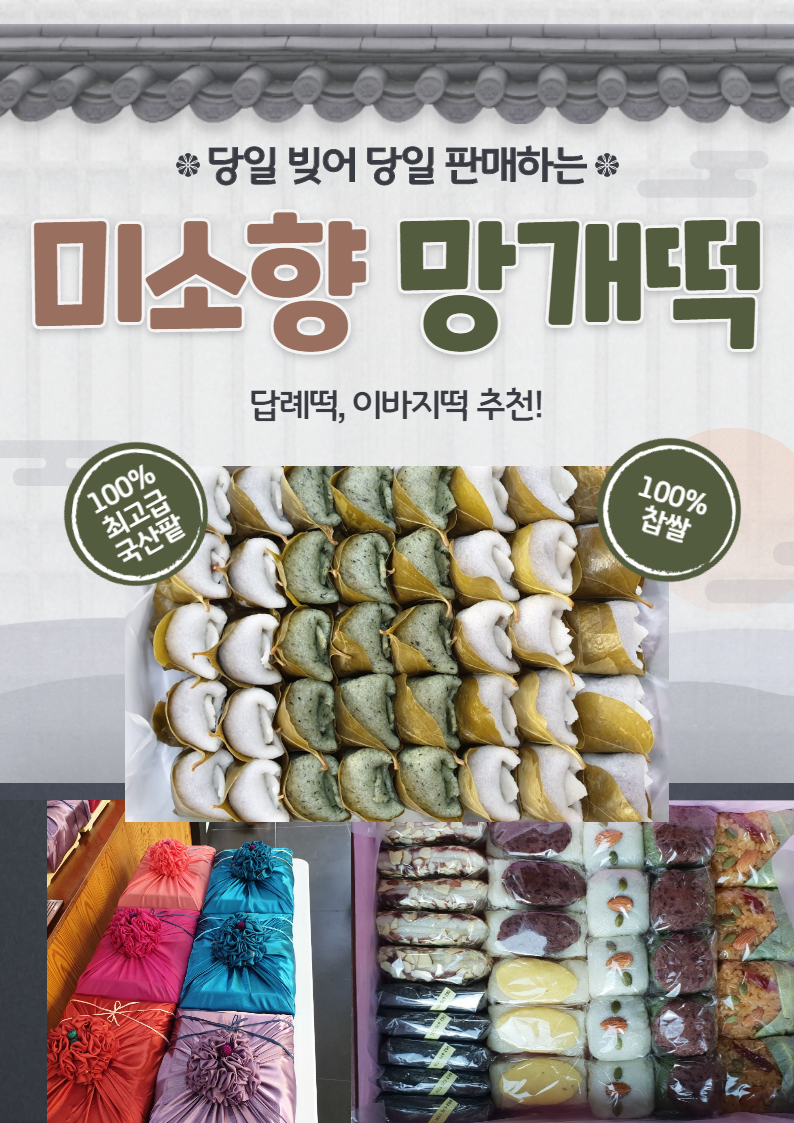 당일 빚어 당일 판매하는
미소향 망개떡
답례떡, 이바지떡 추천!
100%
최고급
국산팥
100%
찹쌀